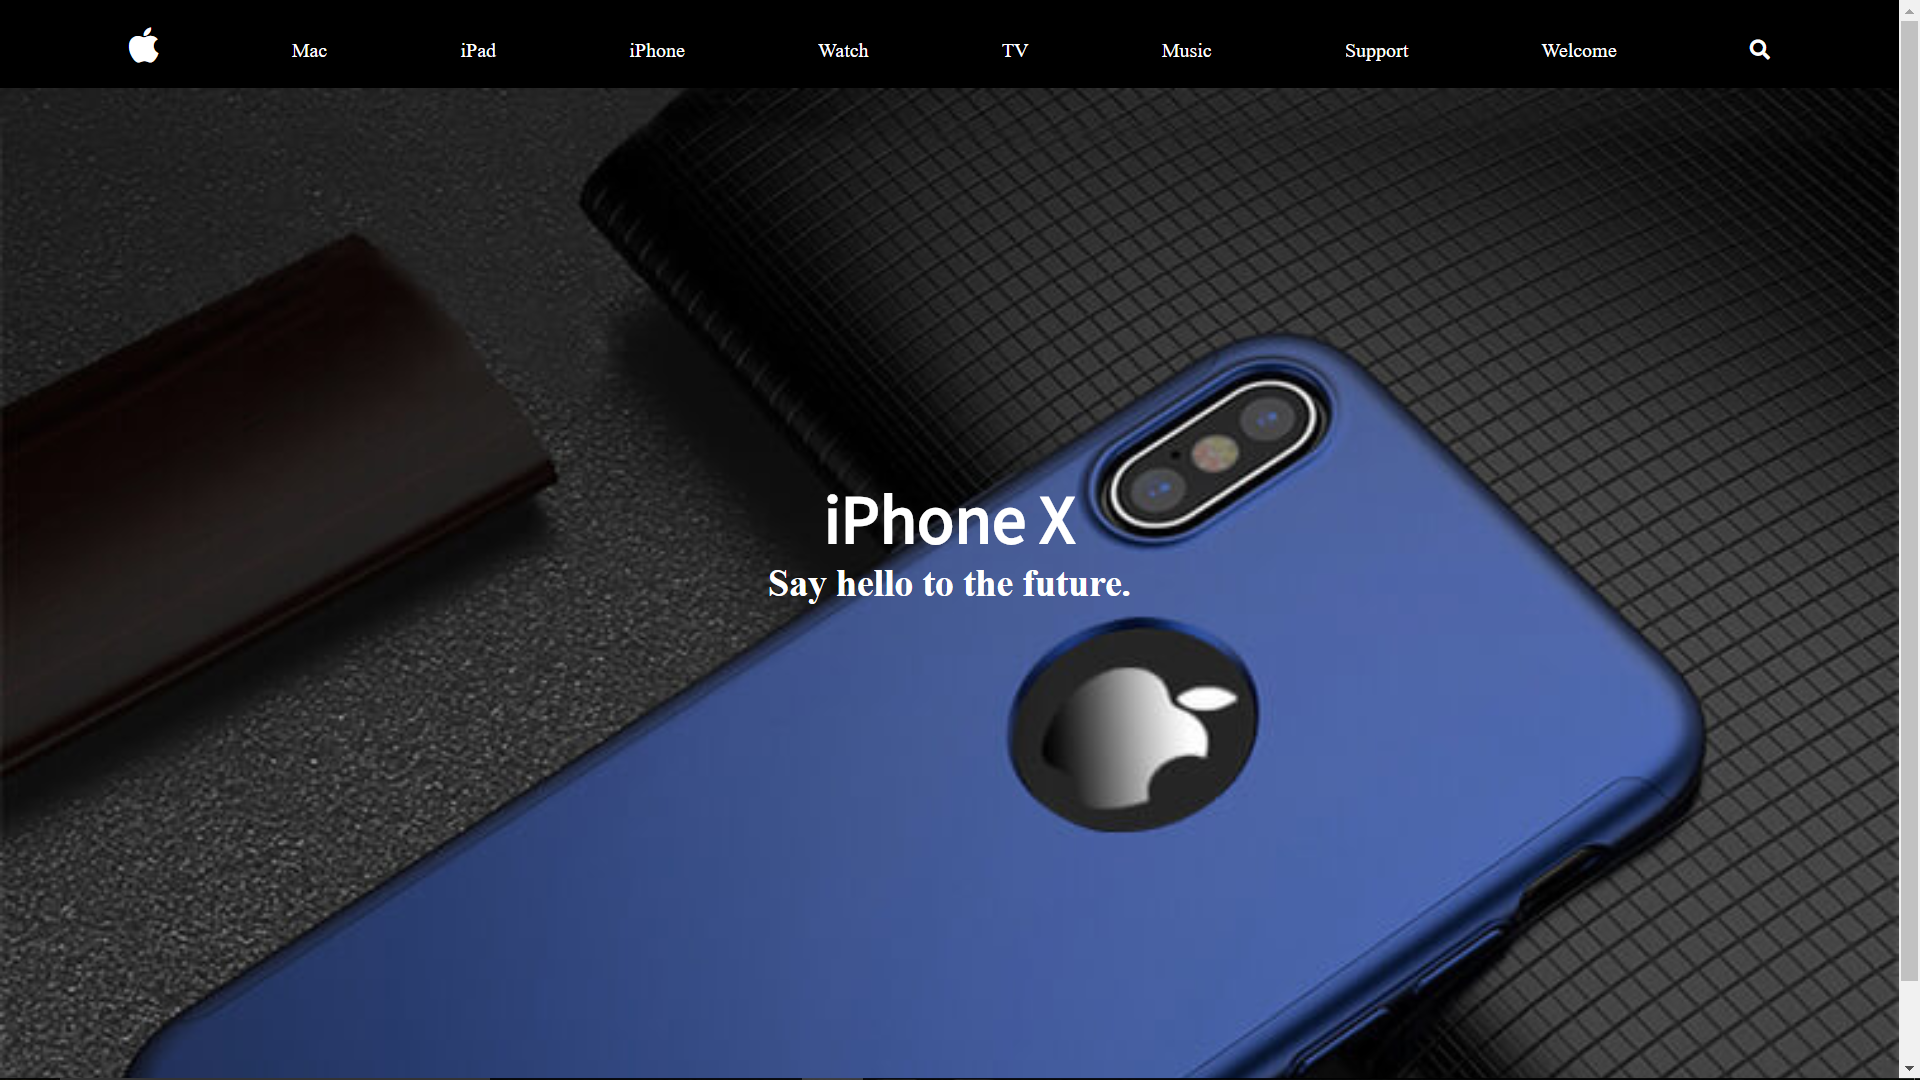 Mac iPad iPhone Watch TV Music Support Welcome
iPhone X
Say hello to the future.